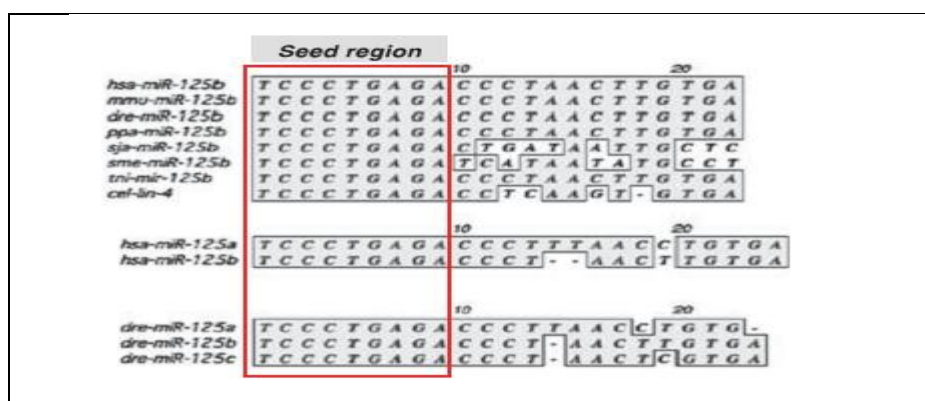 Seed region
10 20
hsa-miR-125b T C C C T G A G A C C C T A A C T T G T G A
mmu-miR-125b T C C C T G A G A C C C T A A C T T G T G A
dre-miR-125b T C C C T G A G A C C C T A A C T T G T G A
ppa-miR-125b T C C C T G A G A C C C T A A C T T G T G A
sja-miR-125b T C C C T G A G A C T G A T A A T T G C T C
sme-miR-125b T C C C T G A G A T C A T A A T A T G C C T
tni-mir-125b T C C C T G A G A C C C T A A C T T G T G A
cel-lin-4 T C C C T G A G A C C T C A A G T - G T G A
10 20
hsa-miR-125a T C C C T G A G A C C C T T T A A C C T G T G A
hsa-miR-125b T C C C T G A G A C C C T - - A A C T T G T G A
10 20
dre-miR-125a T C C C T G A G A C C C T T A A C C T G T G -
dre-miR-125b T C C C T G A G A C C C T - A A C T T G T G A
dre-miR-125c T C C C T G A G A C C C T - A A C T C G T G A